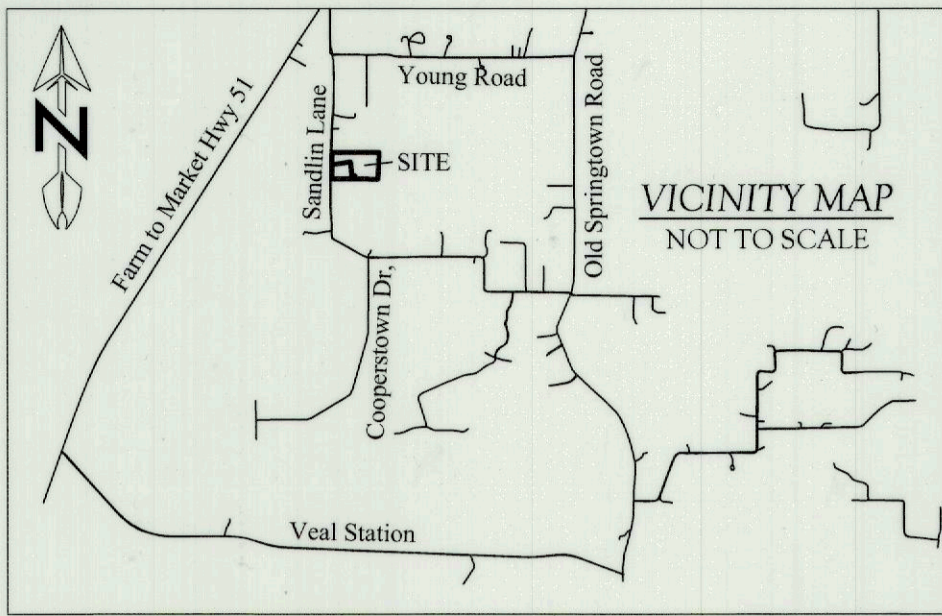 Young Road
Farm to Market Hwy 51
Sandlin Lane
Old Springtown Road
N
SITE
VICINITY MAP
NOT TO SCALE
Cooperstown Dr,
Veal Station